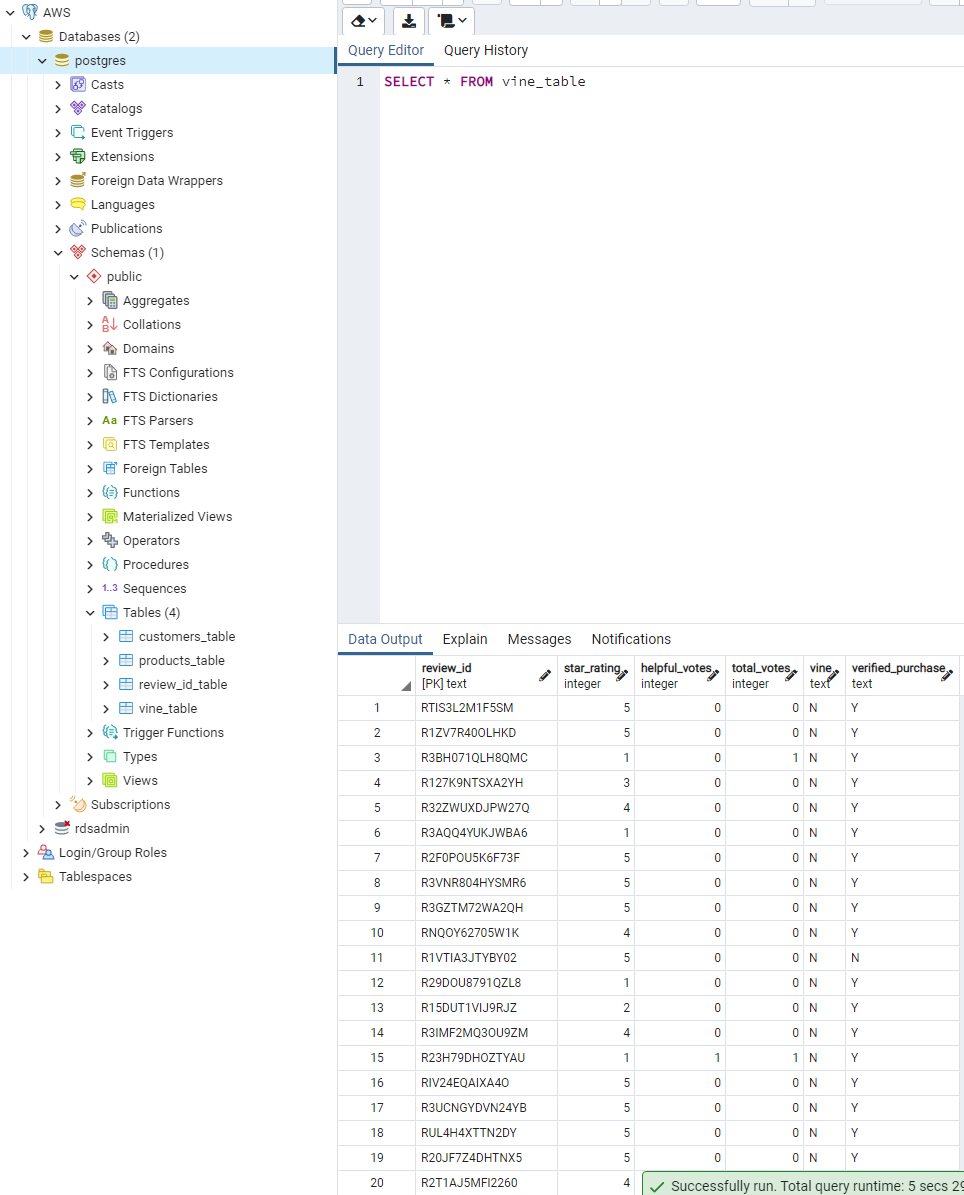 AWS
Databases (2)
postgres
Casts
Catalogs
Event Triggers
Extensions
Foreign Data Wrappers
Languages
Publications
Schemas (1)
public
Aggregates
Collations
Domains
FTS Configurations
FTS Dictionaries
Aa FTS Parsers
FTS Templates
Foreign Tables
Functions
Materialized Views
Operators
Procedures
1..3 Sequences
Tables (4)
customers_table
products_table
review_id_table
vine_table
Trigger Functions
Types
Views
Subscriptions
rdsadmin
Login/Group Roles
Tablespaces
Query Editor Query History
1 SELECT * FROM vine_table
Data Output Explain Messages Notifications
review_id star_rating helpful_votes total_votes vine verified_purchase
[PK] text integer integer integer text text
1 RTIS3L2M1F5SM 5 0 0 N Y
2 R1ZV7R40OLHKD 5 0 0 N Y
3 R3BH071QLH8QMC 1 0 1 N Y
4 R127K9NTSXA2YH 3 0 0 N Y
5 R32ZWUXDJPW27Q 4 0 0 N Y
6 R3AQQ4YUKJWBA6 1 0 0 N Y
7 R2F0POU5K6F73F 5 0 0 N Y
8 R3VNR804HYSMR6 5 0 0 N Y
9 R3GZTM72WA2QH 5 0 0 N Y
10 RNQOY62705W1K 4 0 0 N Y
11 R1VTIA3JTYBY02 5 0 0 N N
12 R29DOU8791QZL8 1 0 0 N Y
13 R15DUT1VIJ9RJZ 2 0 0 N Y
14 R3IMF2MQ3OU9ZM 4 0 0 N Y
15 R23H79DHOZTYAU 1 1 1 N Y
16 RIV24EQAIXA4O 5 0 0 N Y
17 R3UCNGYDVN24YB 5 0 0 N Y
18 RUL4H4XTTN2DY 5 0 0 N Y
19 R20JF7Z4DHTNX5 5 0 0 N Y
20 R2T1AJ5MFI2260 4
Successfully run. Total query runtime: 5 secs 29